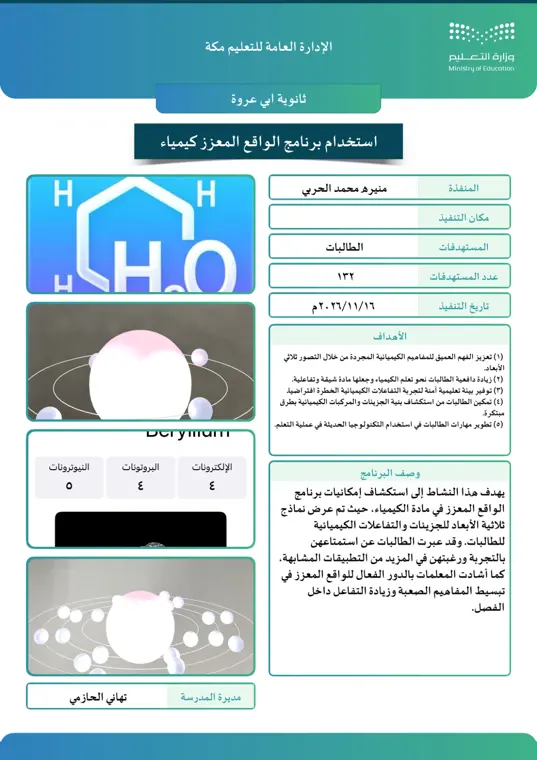 وزارة التعليم
Ministry of Education
الإدارة العامة للتعليم مكة
ثانوية ابي عروة
استخدام برنامج الواقع المعزز كيمياء
المنفذة
منيره محمد الحربي
مكان التنفيذ
المستهدفات
الطالبات
عدد المستهدفات
١٣٢
تاريخ التنفيذ
٢٠٢٦/١١/١٦م
الأهداف
(١) تعزيز الفهم العميق للمفاهيم الكيميائية المجردة من خلال التصور ثلاثي
الأبعاد.
(٢) زيادة دافعية الطالبات نحو تعلم الكيمياء وجعلها مادة شيقة وتفاعلية.
(٣) توفير بيئة تعليمية آمنة لتجربة التفاعلات الكيميائية الخطرة افتراضيا.
(٤) تمكين الطالبات من استكشاف بنية الجزيئات والمركبات الكيميائية بطرق
مبتكرة.
(٥) تطوير مهارات الطالبات في استخدام التكنولوجيا الحديثة في عملية التعلم.
وصف البرنامج
يهدف هذا النشاط إلى استكشاف إمكانيات برنامج
الواقع المعزز في مادة الكيمياء، حيث تم عرض نماذج
ثلاثية الأبعاد للجزيئات والتفاعلات الكيميائية
للطالبات. وقد عبرت الطالبات عن استمتاعهن
بالتجربة ورغبتهن في المزيد من التطبيقات المشابهة،
كما أشادت المعلمات بالدور الفعال للواقع المعزز في
تبسيط المفاهيم الصعبة وزيادة التفاعل داخل
الفصل.
H H
H₂O
H
Beryllium
الإلكترونات البروتونات النيوترونات
٤ ٤ ٥
مديرة المدرسة
تهاني الحازمي